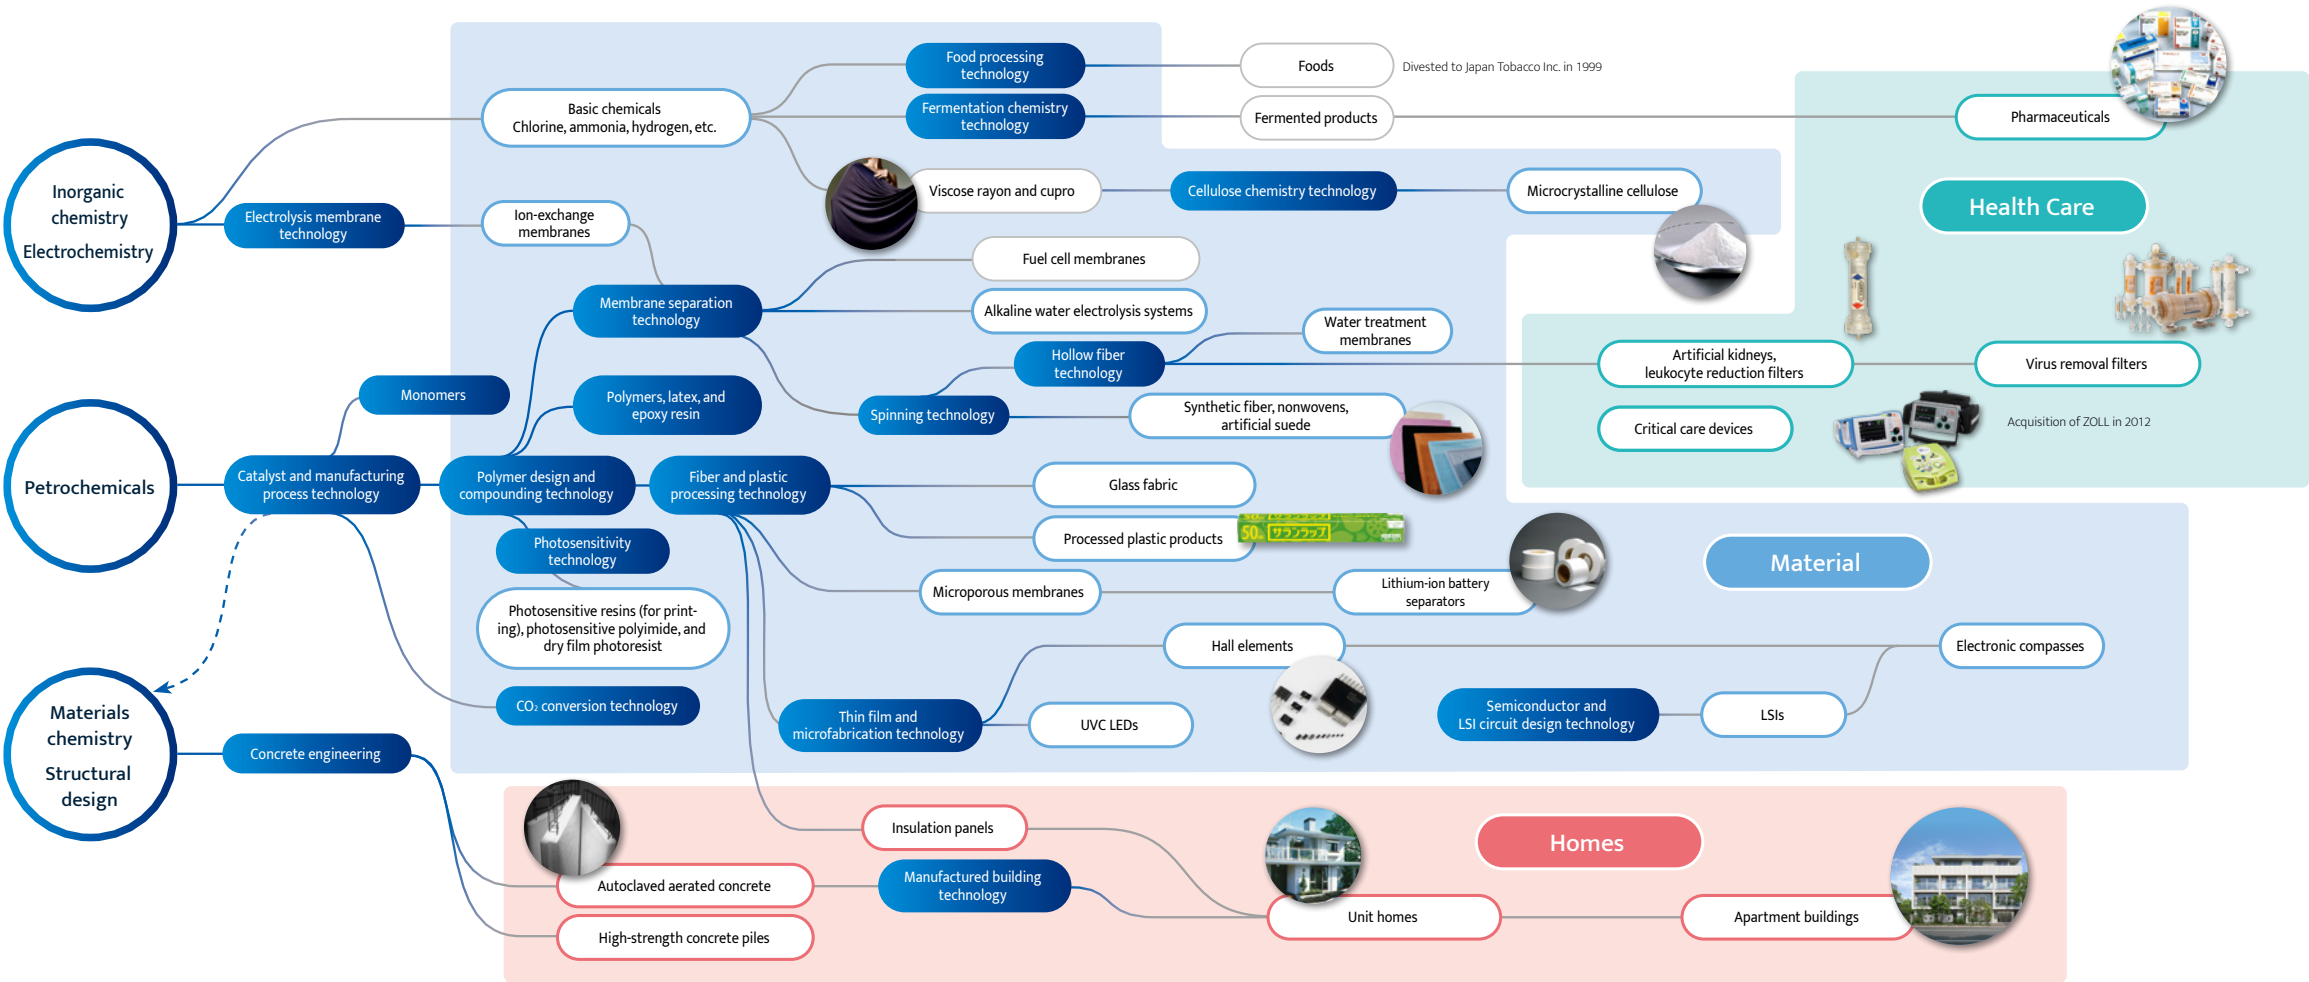 Inorganic
chemistry
Electrochemistry
Petrochemicals
Materials
chemistry
Structural
design
Electrolysis membrane
technology
Monomers
Catalyst and manufacturing
process technology
Concrete engineering
Basic chemicals
Chlorine, ammonia, hydrogen, etc.
Ion-exchange
membranes
Food processing
technology
Foods
Divested to Japan Tobacco Inc. in 1999
Fermentation chemistry
technology
Fermented products
Pharmaceuticals
Viscose rayon and cupro
Cellulose chemistry technology
Microcrystalline cellulose
Health Care
Membrane separation
technology
Fuel cell membranes
Alkaline water electrolysis systems
Water treatment
membranes
Hollow fiber
technology
Artificial kidneys,
leukocyte reduction filters
Virus removal filters
Polymers, latex, and
epoxy resin
Spinning technology
Synthetic fiber, nonwovens,
artificial suede
Critical care devices
Acquisition of ZOLL in 2012
Polymer design and
compounding technology
Fiber and plastic
processing technology
Glass fabric
Processed plastic products
50
サランラップ
Photosensitivity
technology
Photosensitive resins (for print-
ing), photosensitive polyimide, and
dry film photoresist
Microporous membranes
Lithium-ion battery
separators
Material
Hall elements
Electronic compasses
CO₂ conversion technology
Thin film and
microfabrication technology
UVC LEDs
Semiconductor and
LSI circuit design technology
LSIs
Insulation panels
Homes
Autoclaved aerated concrete
Manufactured building
technology
High-strength concrete piles
Unit homes
Apartment buildings